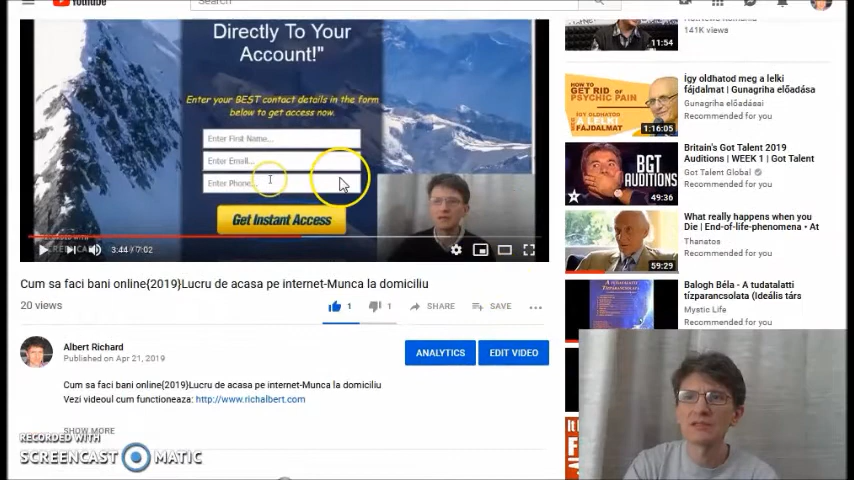 YouTube
Search
Directly To Your
Account!"
Enter your BEST contact details in the form
below to get access now.
Enter First Name...
Enter Email...
Enter Phone...
Get Instant Access
3:44 / 7:02
Cum sa faci bani online{2019}Lucru de acasa pe internet-Munca la domiciliu
20 views
1
1
SHARE
SAVE
Albert Richard
Published on Apr 21, 2019
ANALYTICS
EDIT VIDEO
Cum sa faci bani online{2019}Lucru de acasa pe internet-Munca la domiciliu
Vezi videoul cum functioneaza: http://www.richalbert.com
SHOW MORE
RECORDED WITH
SCREENCAST MATIC
141K views
11:54
HOW TO
GET RID OF
PSYCHIC PAIN
ÍGY OLDHATOD
MEG A LELKI
FÁJDALMAT
1:16:05
Így oldhatod meg a lelki
fájdalmat | Gunagriha előadása
Gunagriha előadásai
Recommended for you
BGT
AUDITIONS
49:36
Britain's Got Talent 2019
Auditions | WEEK 1 | Got Talent
Got Talent Global
Recommended for you
59:29
What really happens when you
Die | End-of-life-phenomena • At
Thanatos
Recommended for you
Balogh Béla - A tudatalatti
tízparancsolata (Ideális társ
Mystic Life
Recommended for you